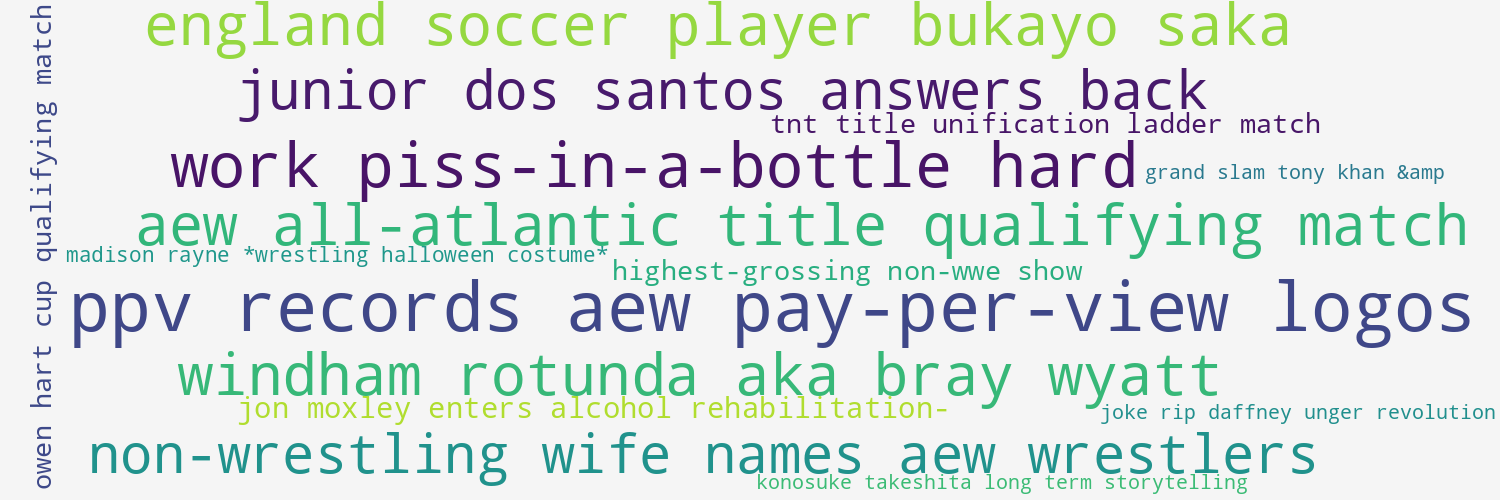 england soccer player bukayo saka
junior dos santos answers back
tnt title unification ladder match
work piss-in-a-bottle hard
grand slam tony khan &amp
aew all-atlantic title qualifying match
madison rayne *wrestling halloween costume*
highest-grossing non-wwe show
ppv records aew pay-per-view logos
windham rotunda aka bray wyatt
jon moxley enters alcohol rehabilitation-
joke rip daffney unger revolution
non-wrestling wife names aew wrestlers
konosuke takeshita long term storytelling
owen hart cup qualifying match